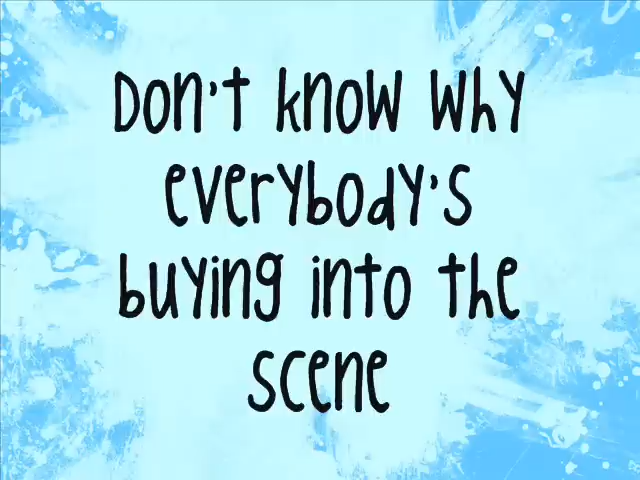 Don't know why
everybody's
buying into the
scene